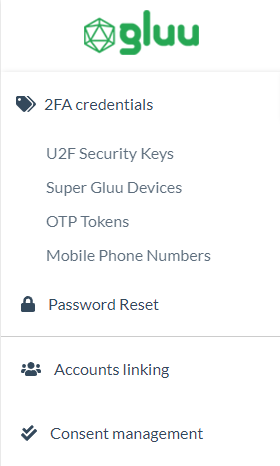 gluu
2FA credentials
U2F Security Keys
Super Gluu Devices
OTP Tokens
Mobile Phone Numbers
Password Reset
Accounts linking
Consent management